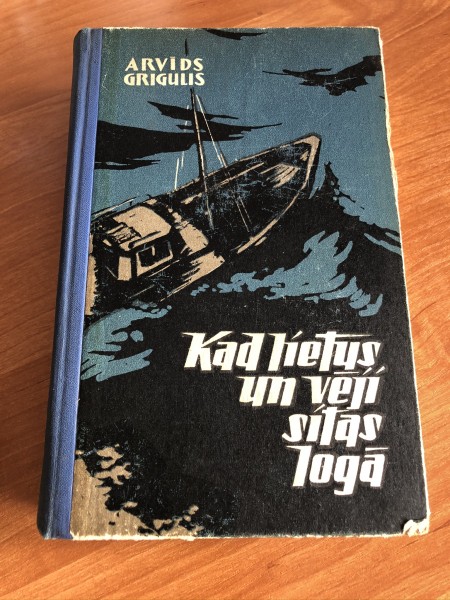 ARVĪDS
GRIGULIS
Kad lietus
un vēji
sitas
logā